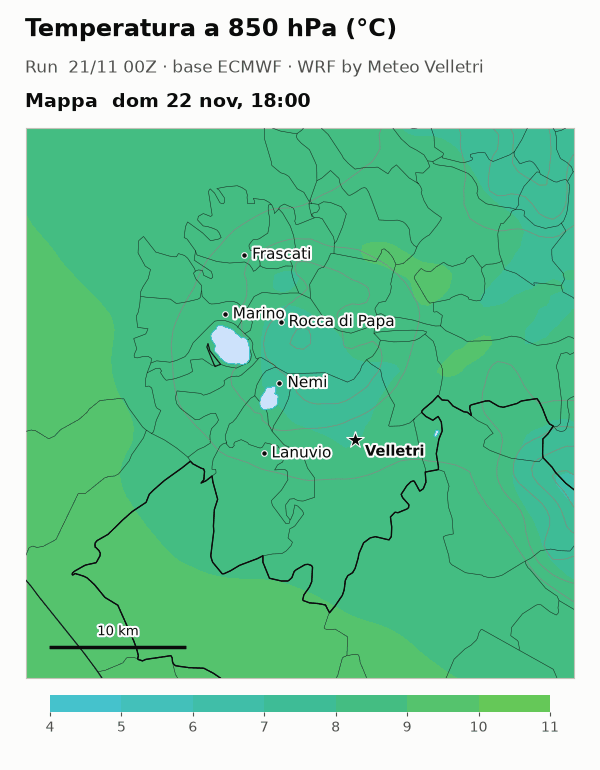 Temperatura a 850 hPa (°C)
Run  21/11 00Z · base ECMWF · WRF by Meteo Velletri
Mappa  dom 22 nov, 18:00
Frascati
Marino
Rocca di Papa
Nemi
Velletri
Lanuvio
10 km
4 5 6 7 8 9 10 11